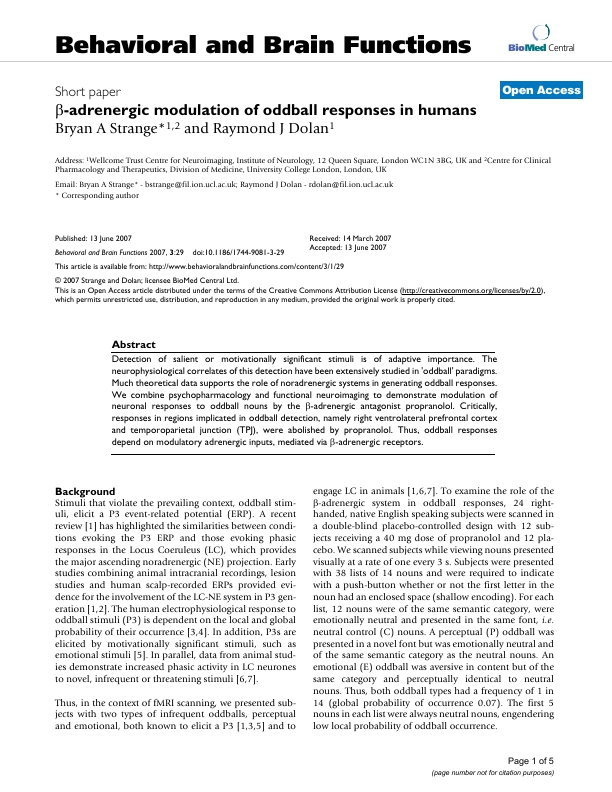 Behavioral and Brain Functions
BioMed Central
Short paper
Open Access
β-adrenergic modulation of oddball responses in humans
Bryan A Strange*1,2 and Raymond J Dolan1
Address: 1Wellcome Trust Centre for Neuroimaging, Institute of Neurology, 12 Queen Square, London WC1N 3BG, UK and 2Centre for Clinical
Pharmacology and Therapeutics, Division of Medicine, University College London, London, UK
Email: Bryan A Strange* - bstrange@fil.ion.ucl.ac.uk; Raymond J Dolan - rdolan@fil.ion.ucl.ac.uk
* Corresponding author
Published: 13 June 2007
Behavioral and Brain Functions 2007, 3:29 doi:10.1186/1744-9081-3-29
Received: 14 March 2007
Accepted: 13 June 2007
This article is available from: http://www.behavioralandbrainfunctions.com/content/3/1/29
© 2007 Strange and Dolan; licensee BioMed Central Ltd.
This is an Open Access article distributed under the terms of the Creative Commons Attribution License (http://creativecommons.org/licenses/by/2.0),
which permits unrestricted use, distribution, and reproduction in any medium, provided the original work is properly cited.
Abstract
Detection of salient or motivationally significant stimuli is of adaptive importance. The
neurophysiological correlates of this detection have been extensively studied in 'oddball' paradigms.
Much theoretical data supports the role of noradrenergic systems in generating oddball responses.
We combine psychopharmacology and functional neuroimaging to demonstrate modulation of
neuronal responses to oddball nouns by the β-adrenergic antagonist propranolol. Critically,
responses in regions implicated in oddball detection, namely right ventrolateral prefrontal cortex
and temporoparietal junction (TPJ), were abolished by propranolol. Thus, oddball responses
depend on modulatory adrenergic inputs, mediated via β-adrenergic receptors.
Background
Stimuli that violate the prevailing context, oddball stim-
uli, elicit a P3 event-related potential (ERP). A recent
review [1] has highlighted the similarities between condi-
tions evoking the P3 ERP and those evoking phasic
responses in the Locus Coeruleus (LC), which provides
the major ascending noradrenergic (NE) projection. Early
studies combining animal intracranial recordings, lesion
studies and human scalp-recorded ERPs provided evi-
dence for the involvement of the LC-NE system in P3 gen-
eration [1,2]. The human electrophysiological response to
oddball stimuli (P3) is dependent on the local and global
probability of their occurrence [3,4]. In addition, P3s are
elicited by motivationally significant stimuli, such as
emotional stimuli [5]. In parallel, data from animal stud-
ies demonstrate increased phasic activity in LC neurones
to novel, infrequent or threatening stimuli [6,7].
Thus, in the context of fMRI scanning, we presented sub-
jects with two types of infrequent oddballs, perceptual
and emotional, both known to elicit a P3 [1,3,5] and to
engage LC in animals [1,6,7]. To examine the role of the
β-adrenergic system in oddball responses, 24 right-
handed, native English speaking subjects were scanned in
a double-blind placebo-controlled design with 12 sub-
jects receiving a 40 mg dose of propranolol and 12 pla-
cebo. We scanned subjects while viewing nouns presented
visually at a rate of one every 3 s. Subjects were presented
with 38 lists of 14 nouns and were required to indicate
with a push-button whether or not the first letter in the
noun had an enclosed space (shallow encoding). For each
list, 12 nouns were of the same semantic category, were
emotionally neutral and presented in the same font, i.e.
neutral control (C) nouns. A perceptual (P) oddball was
presented in a novel font but was emotionally neutral and
of the same semantic category as the neutral nouns. An
emotional (E) oddball was aversive in content but of the
same category and perceptually identical to neutral
nouns. Thus, both oddball types had a frequency of 1 in
14 (global probability of occurrence 0.07). The first 5
nouns in each list were always neutral nouns, engendering
low local probability of oddball occurrence.
Page 1 of 5
(page number not for citation purposes)